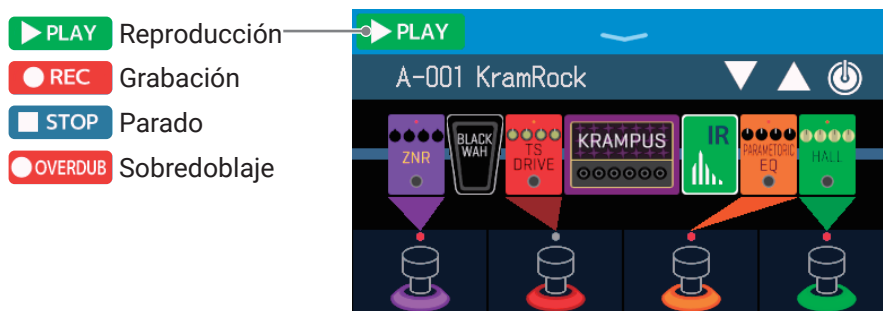 PLAY Reproducción
REC Grabación
STOP Parado
OVERDUB Sobredoblaje
PLAY
A-001 KramRock
ZNR
BLACK
WAH
TS
DRIVE
KRAMPUS
IR
PARAMETORIC
EQ
HALL